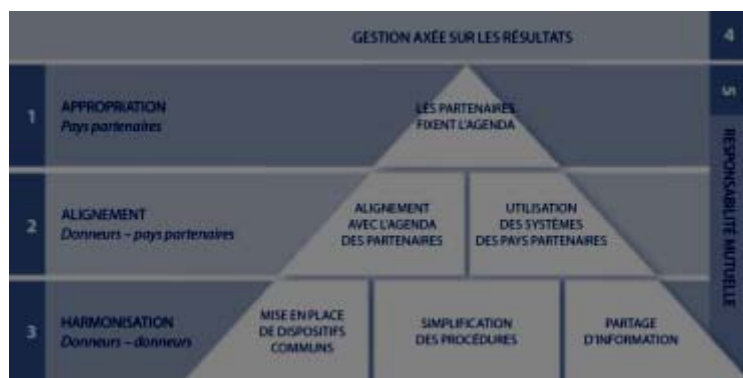 GESTION AXÉE SUR LES RÉSULTATS
4
1
APPROPRIATION
Pays partenaires
LES PARTENAIRES
FIXENT L'AGENDA
5
RESPONSABILITÉ MUTUELLE
2
ALIGNEMENT
Donneurs – pays partenaires
ALIGNEMENT
AVEC L'AGENDA
DES PARTENAIRES
UTILISATION
DES SYSTÈMES
DES PAYS PARTENAIRES
3
HARMONISATION
Donneurs – donneurs
MISE EN PLACE
DE DISPOSITIFS
COMMUNS
SIMPLIFICATION
DES PROCÉDURES
PARTAGE
D'INFORMATION